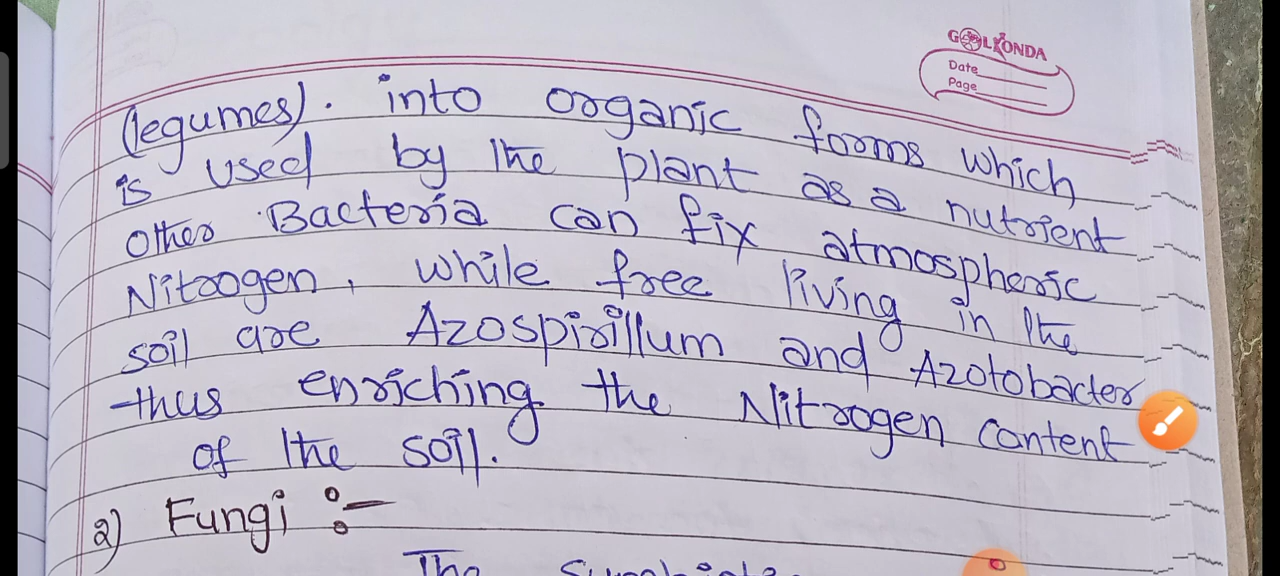 GOLKONDA
Date
Page
(legumes). into organic forms which
is used by the plant as a nutrient
Other Bacteria can fix atmospheric
Nitrogen, while free living in the
soil are Azospirillum and Azotobacter
thus enriching the Nitrogen content
of the soil.
2) Fungi :-
The